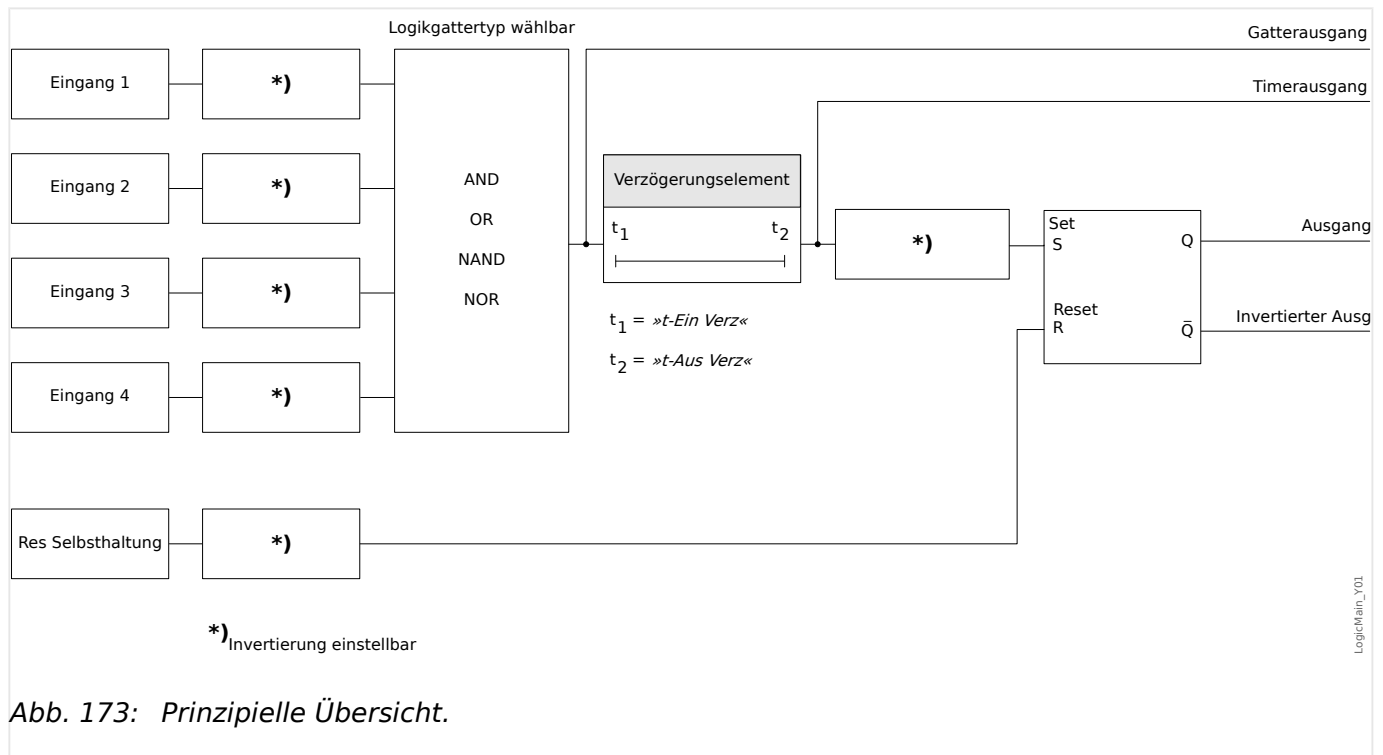 Logikgattertyp wählbar
Gatterausgang
Eingang 1
*)
Timerausgang
Eingang 2
*)
AND
OR
NAND
NOR
Verzögerungselement
t1
t2
*)
Set
S
Q
Ausgang
Eingang 3
*)
Reset
R
Q̅
Invertierter Ausg
t1 = »t-Ein Verz«
t2 = »t-Aus Verz«
Eingang 4
*)
Res Selbsthaltung
*)
*) Invertierung einstellbar
LogicMain_Y01
Abb. 173: Prinzipielle Übersicht.